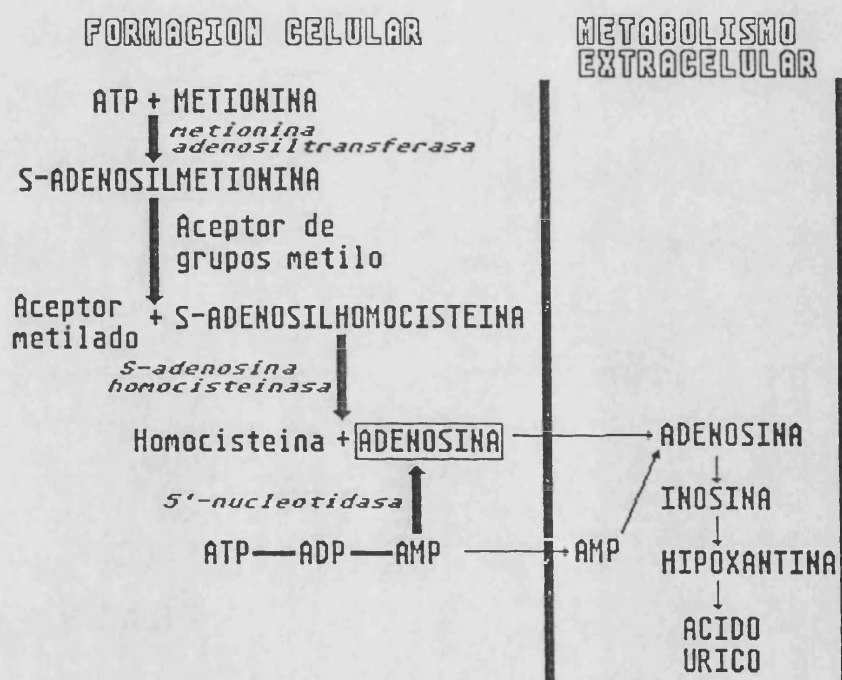 FORMACION CELULAR
METABOLISMO
EXTRACELULAR
ATP + METIONINA
metionina
adenosiltransferasa
S-ADENOSILMETIONINA
Aceptor de
grupos metilo
Aceptor
metilado + S-ADENOSILHOMOCISTEINA
S-adenosina
homocisteinasa
Homocisteina + ADENOSINA
ADENOSINA
5'-nucleotidasa
INOSINA
ATP ADP AMP
AMP
HIPOXANTINA
ACIDO
URICO